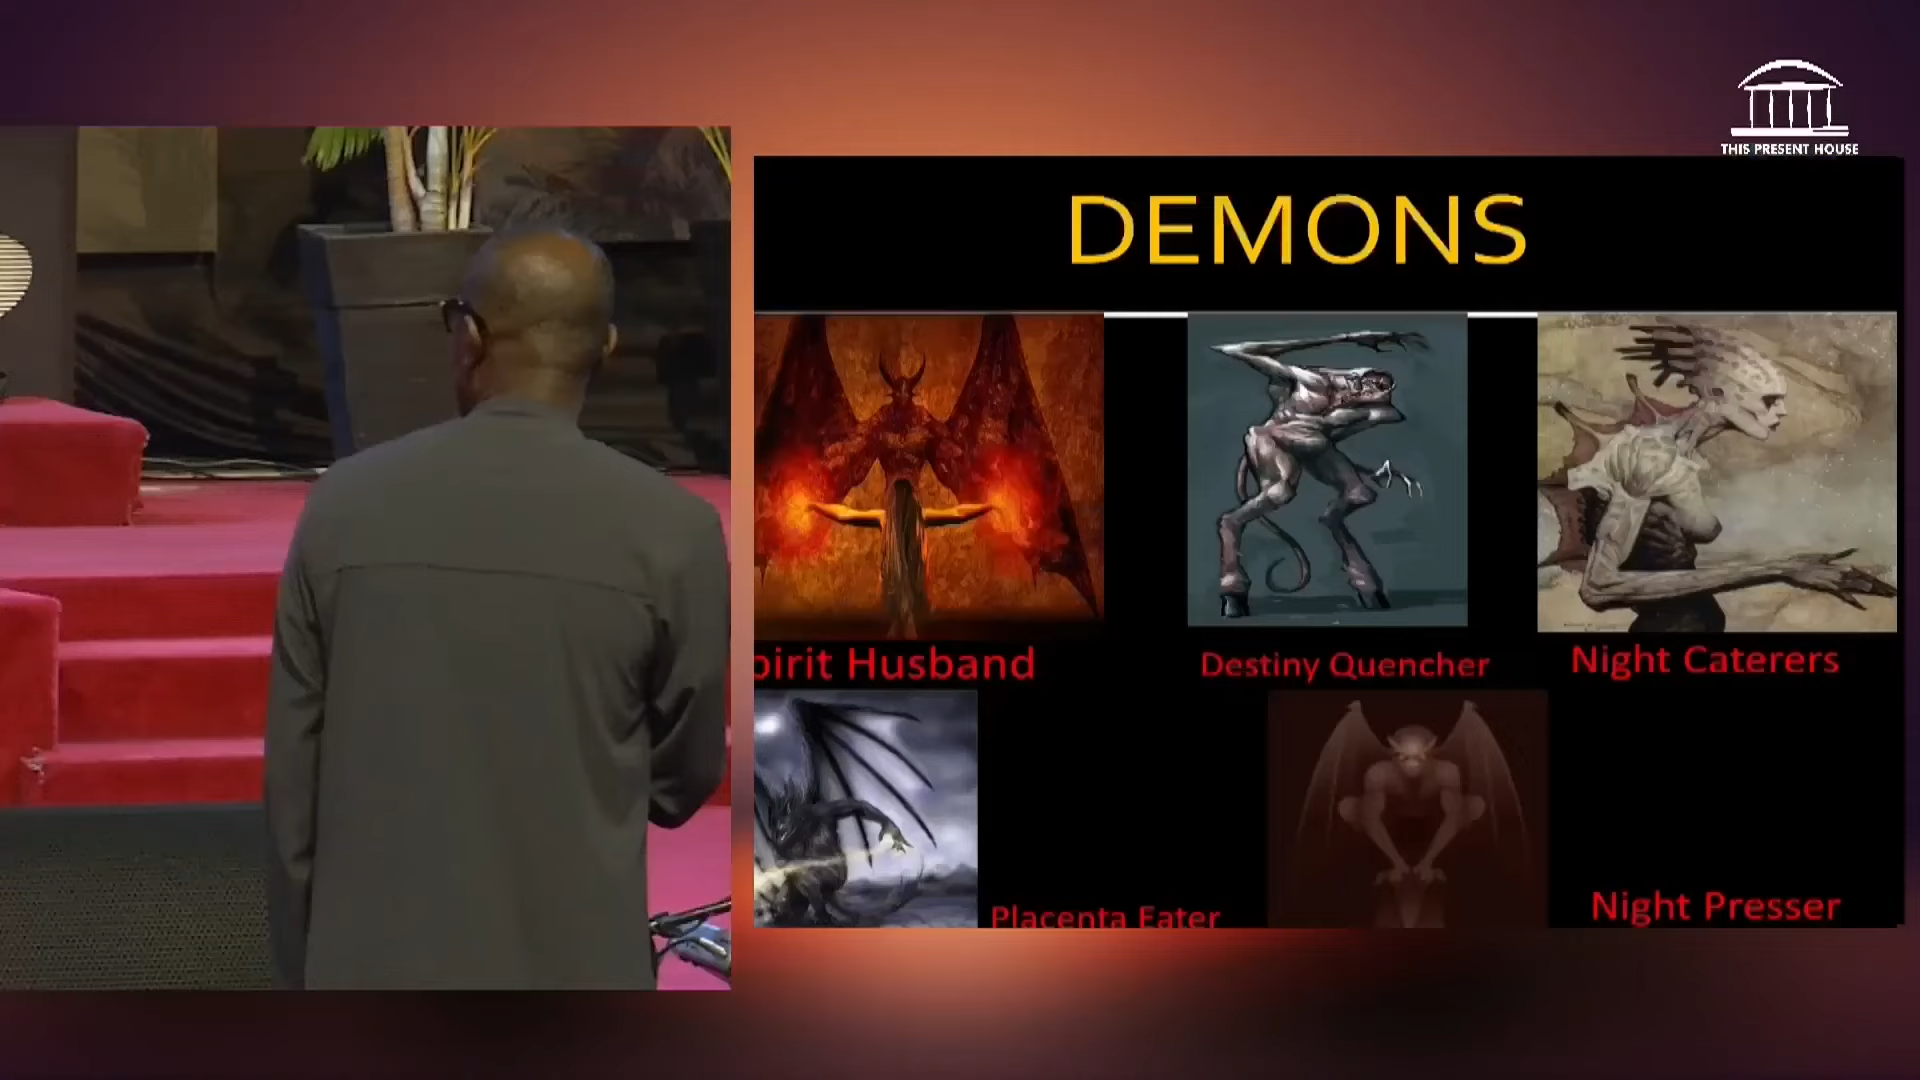 THIS PRESENT HOUSE
DEMONS
pirit Husband
Destiny Quencher
Night Caterers
Placenta Eater
Night Presser